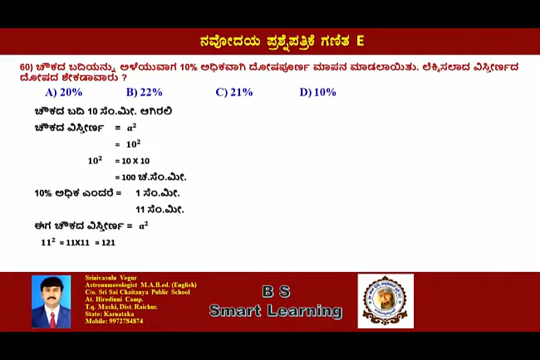 ನವೋದಯ ಪ್ರಶ್ನೆಪತ್ರಿಕೆ ಗಣಿತ E
60) ಚೌಕದ ಬದಿಯನ್ನು ಅಳೆಯುವಾಗ 10% ಅಧಿಕವಾಗಿ ದೋಷಪೂರ್ಣ ಮಾಪನ ಮಾಡಲಾಯಿತು. ಲೆಕ್ಕಿಸಲಾದ ವಿಸ್ತೀರ್ಣದ
ದೋಷದ ಶೇಕಡಾವಾರು ?
A) 20% B) 22% C) 21% D) 10%
ಚೌಕದ ಬದಿ 10 ಸೆಂ.ಮೀ. ಆಗಿರಲಿ
ಚೌಕದ ವಿಸ್ತೀರ್ಣ = a²
= 10²
10² = 10 X 10
= 100 ಚ.ಸೆಂ.ಮೀ.
10% ಅಧಿಕ ಎಂದರೆ = 1 ಸೆಂ.ಮೀ.
11 ಸೆಂ.ಮೀ.
ಈಗ ಚೌಕದ ವಿಸ್ತೀರ್ಣ = a²
11² = 11X11 = 121
Srinivasulu Vegur
Astronumerologist M.A.B.ed. (English)
C/o. Sri Sai Chaitanya Public School
At. Hiredinni Camp.
T.q. Maski, Dist. Raichur.
State: Karnataka
Mobile: 9972784874
B S
Smart Learning